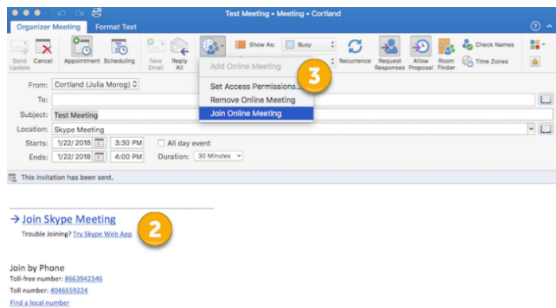 Test Meeting • Meeting • Cortland
Organizer Meeting Format Text
Send Update Cancel Appointment Scheduling New Email Reply All Show As: Busy Recurrence Request Responses Allow Proposal Room Finder Check Names Time Zones
Add Online Meeting
3
Set Access Permissions...
Remove Online Meeting
Join Online Meeting
From: Cortland (Julia Morog)
To:
Subject: Test Meeting
Location: Skype Meeting
Starts: 1/22/2018 3:30 PM All day event
Ends: 1/22/2018 4:00 PM Duration: 30 Minutes
This invitation has been sent.
→ Join Skype Meeting
2
Trouble Joining? Try Skype Web App
Join by Phone
Toll-free number: 8663942346
Toll number: 4046659224
Find a local number